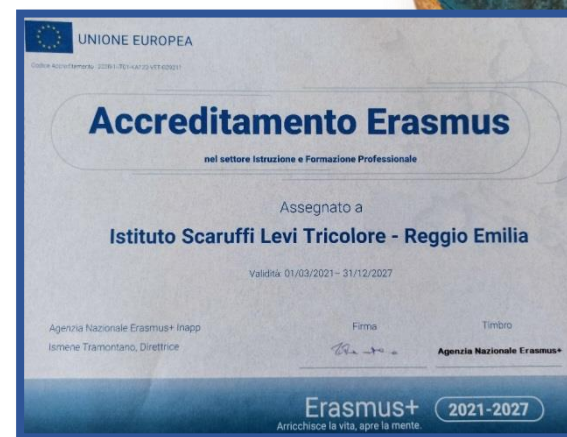 UNIONE EUROPEA
Codice Accreditamento
Accreditamento Erasmus
nel settore Istruzione e Formazione Professionale
Assegnato a
Istituto Scaruffi Levi Tricolore - Reggio Emilia
Validità: 01/03/2021– 31/12/2027
Agenzia Nazionale Erasmus+ Inapp
Ismene Tramontano, Direttrice
Firma
Timbro
Agenzia Nazionale Erasmus+
Erasmus+
Arricchisce la vita, apre la mente.
2021-2027